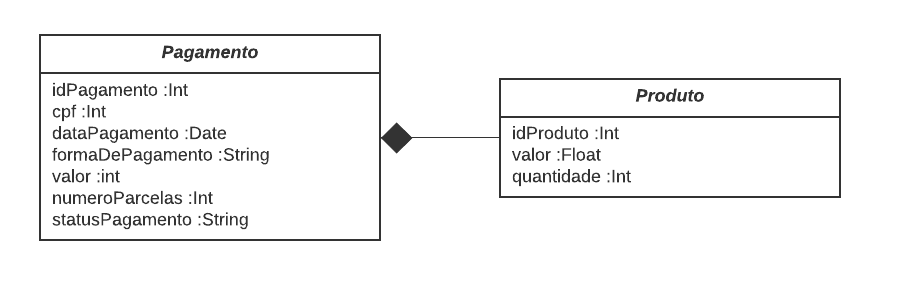 Pagamento
idPagamento :Int
cpf :Int
dataPagamento :Date
formaDePagamento :String
valor :int
numeroParcelas :Int
statusPagamento :String
Produto
idProduto :Int
valor :Float
quantidade :Int